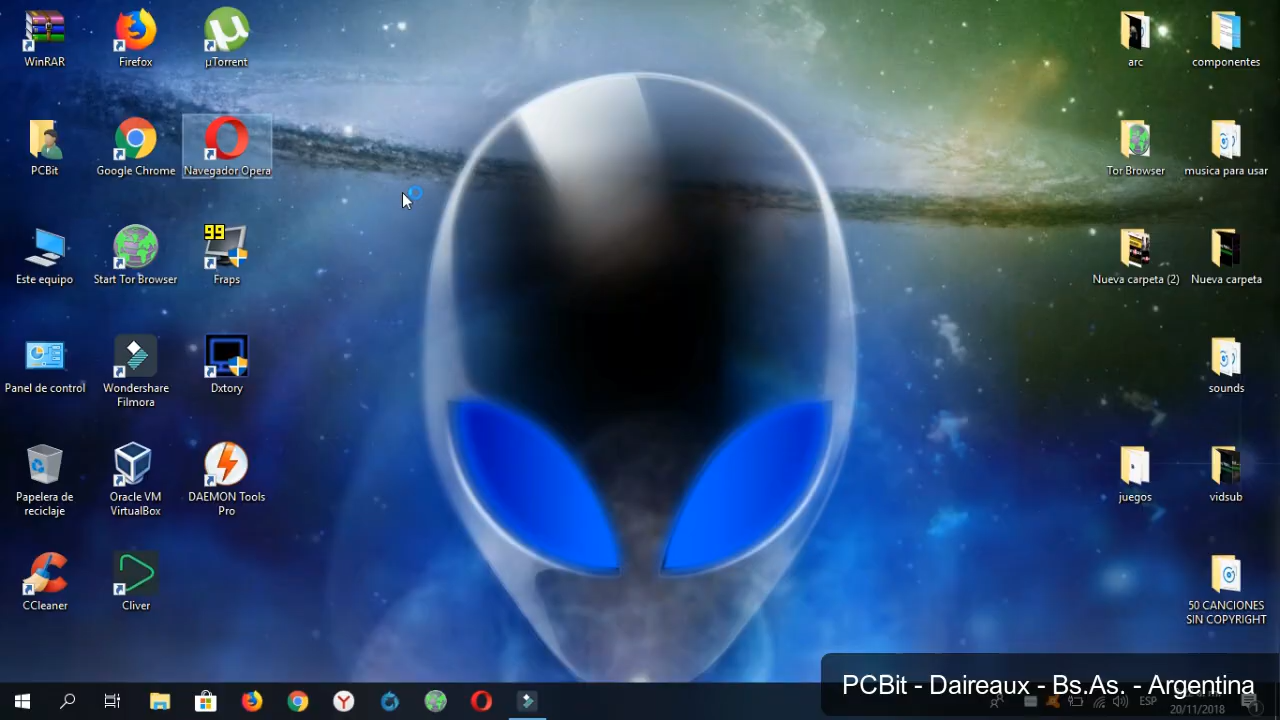 WinRAR
Firefox
µTorrent
arc
componentes
PCBit
Google Chrome
Navegador Opera
Tor Browser
musica para usar
Este equipo
Start Tor Browser
99
Fraps
Nueva carpeta (2)
Nueva carpeta
Panel de control
Wondershare
Filmora
Dxtory
sounds
Papelera de
reciclaje
Oracle VM
VirtualBox
DAEMON Tools
Pro
juegos
vidsub
CCleaner
Cliver
50 CANCIONES
SIN COPYRIGHT
PCBit - Daireaux - Bs.As. - Argentina
ESP
20/11/2018